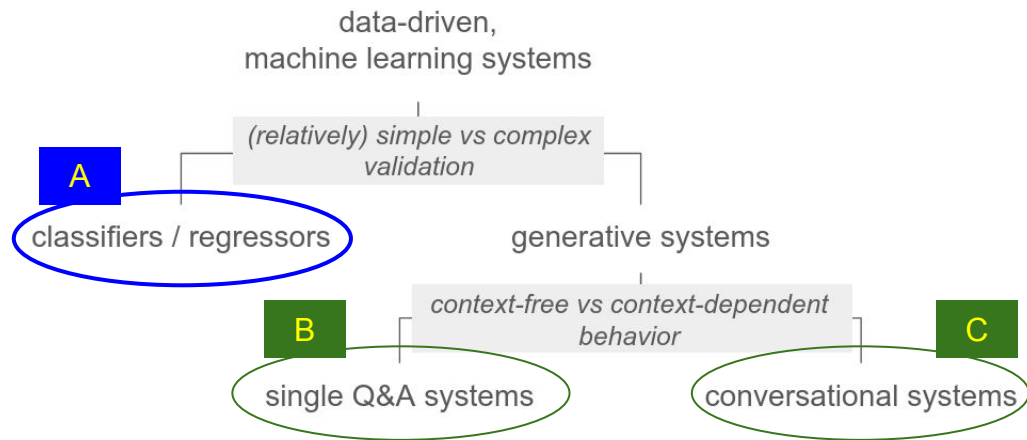 data-driven,
machine learning systems
(relatively) simple vs complex
validation
A
classifiers / regressors
generative systems
context-free vs context-dependent
behavior
B
C
single Q&A systems
conversational systems